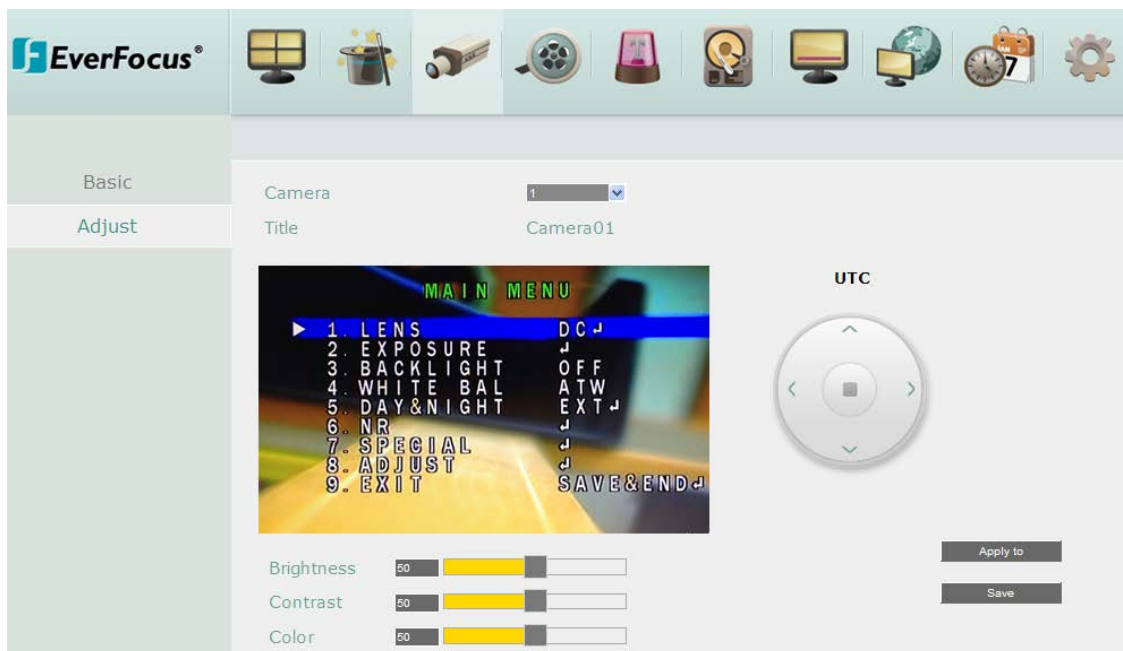 EverFocus®
7
Basic
Adjust
Camera 1
Title Camera01
UTC
MAIN MENU
1. LENS DC↲
2. EXPOSURE ↲
3. BACKLIGHT OFF
4. WHITE BAL ATW
5. DAY&NIGHT EXT↲
6. NR ↲
7. SPECIAL ↲
8. ADJUST ↲
9. EXIT SAVE&END↲
Apply to
Brightness 50
Save
Contrast 50
Color 50